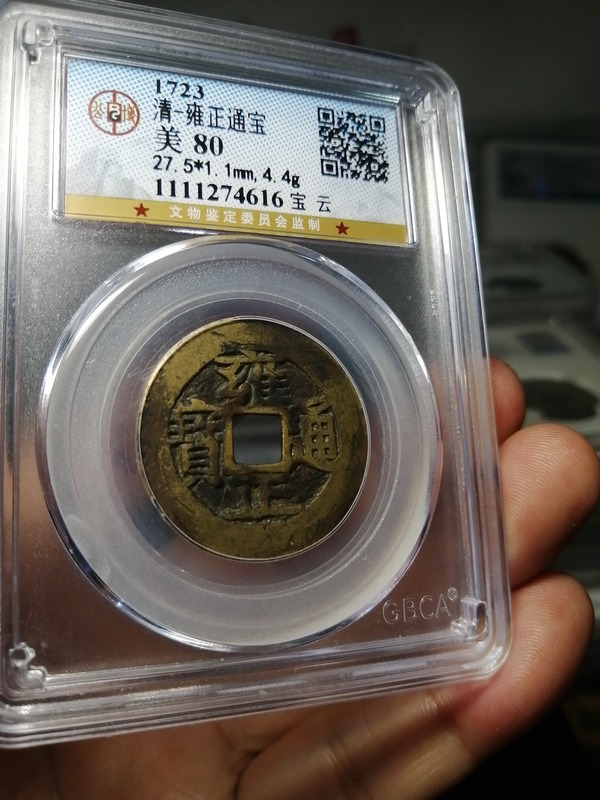 1723
清-雍正通宝
美 80
27.5*1.1mm, 4.4g
1111274616 宝 云
★ 文物鉴定委员会监制 ★
雍正通寶
GBCA®